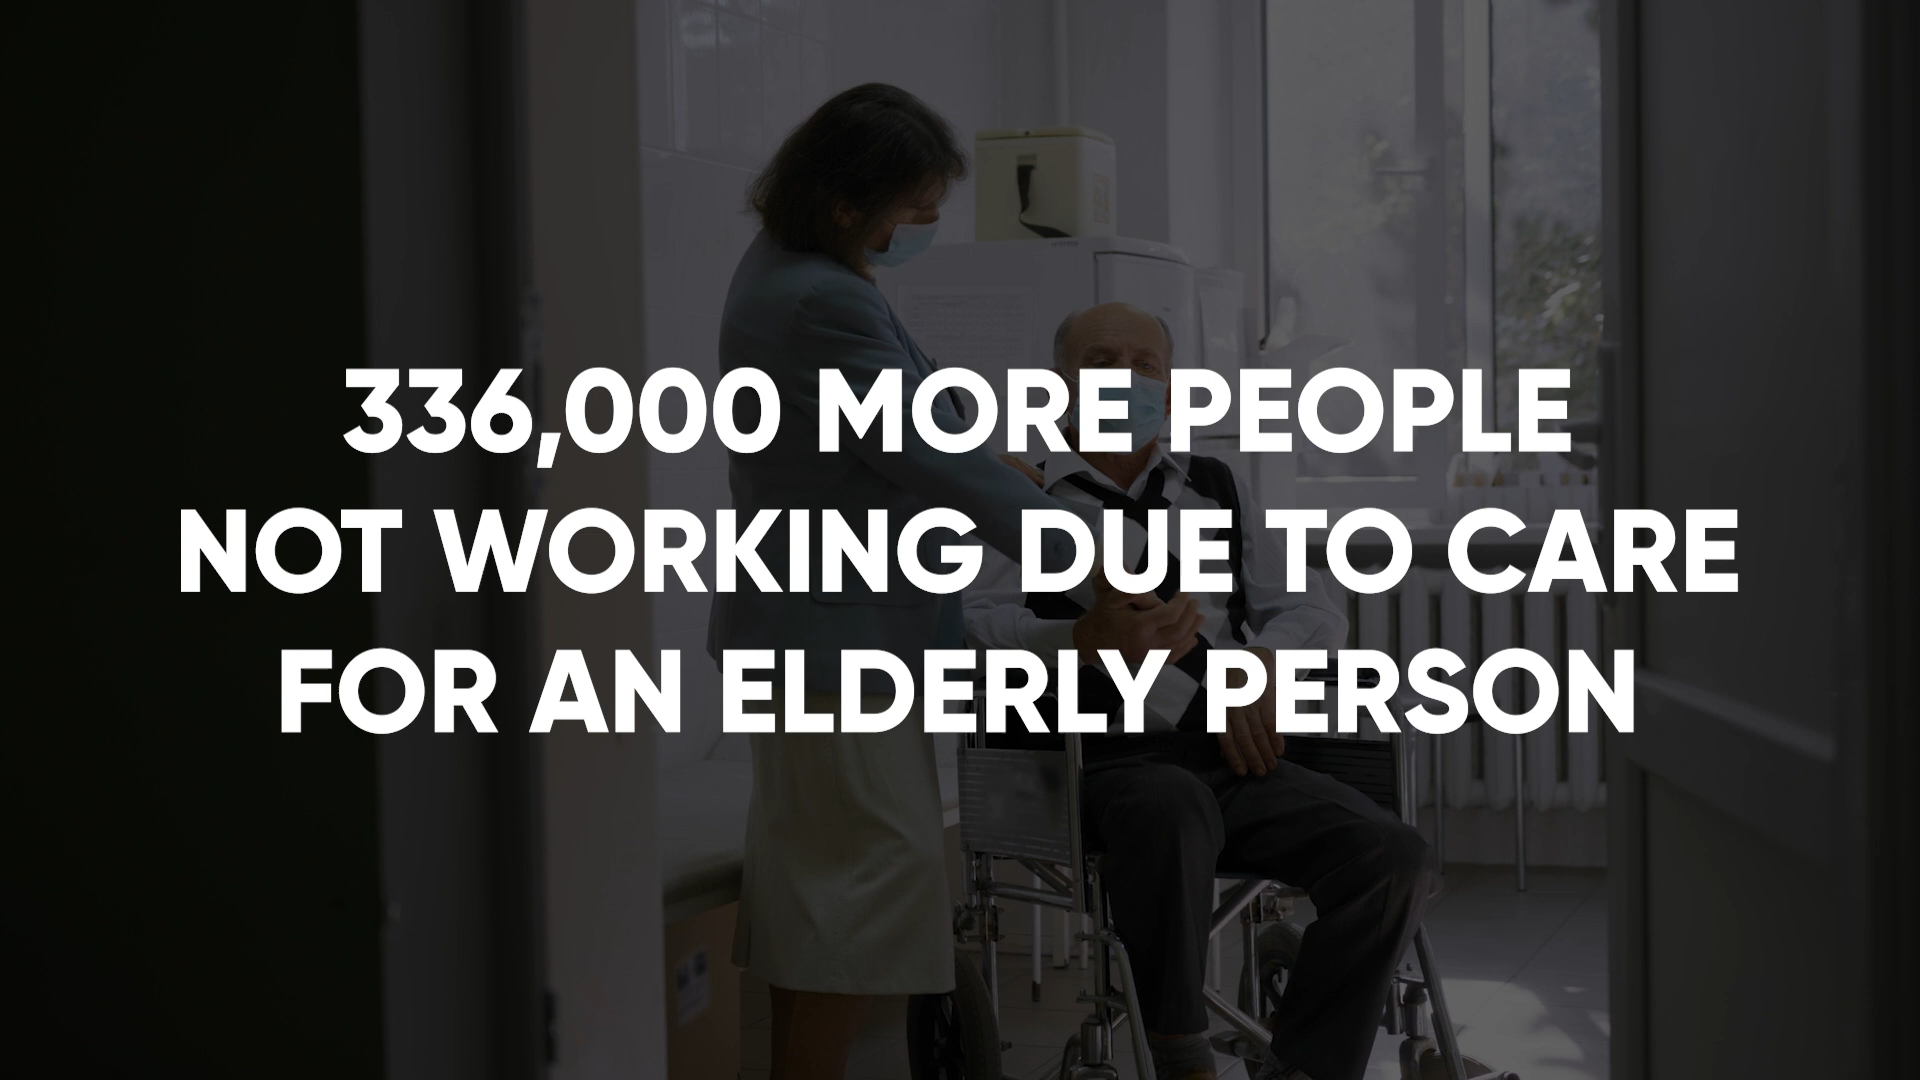 336,000 MORE PEOPLE
NOT WORKING DUE TO CARE
FOR AN ELDERLY PERSON